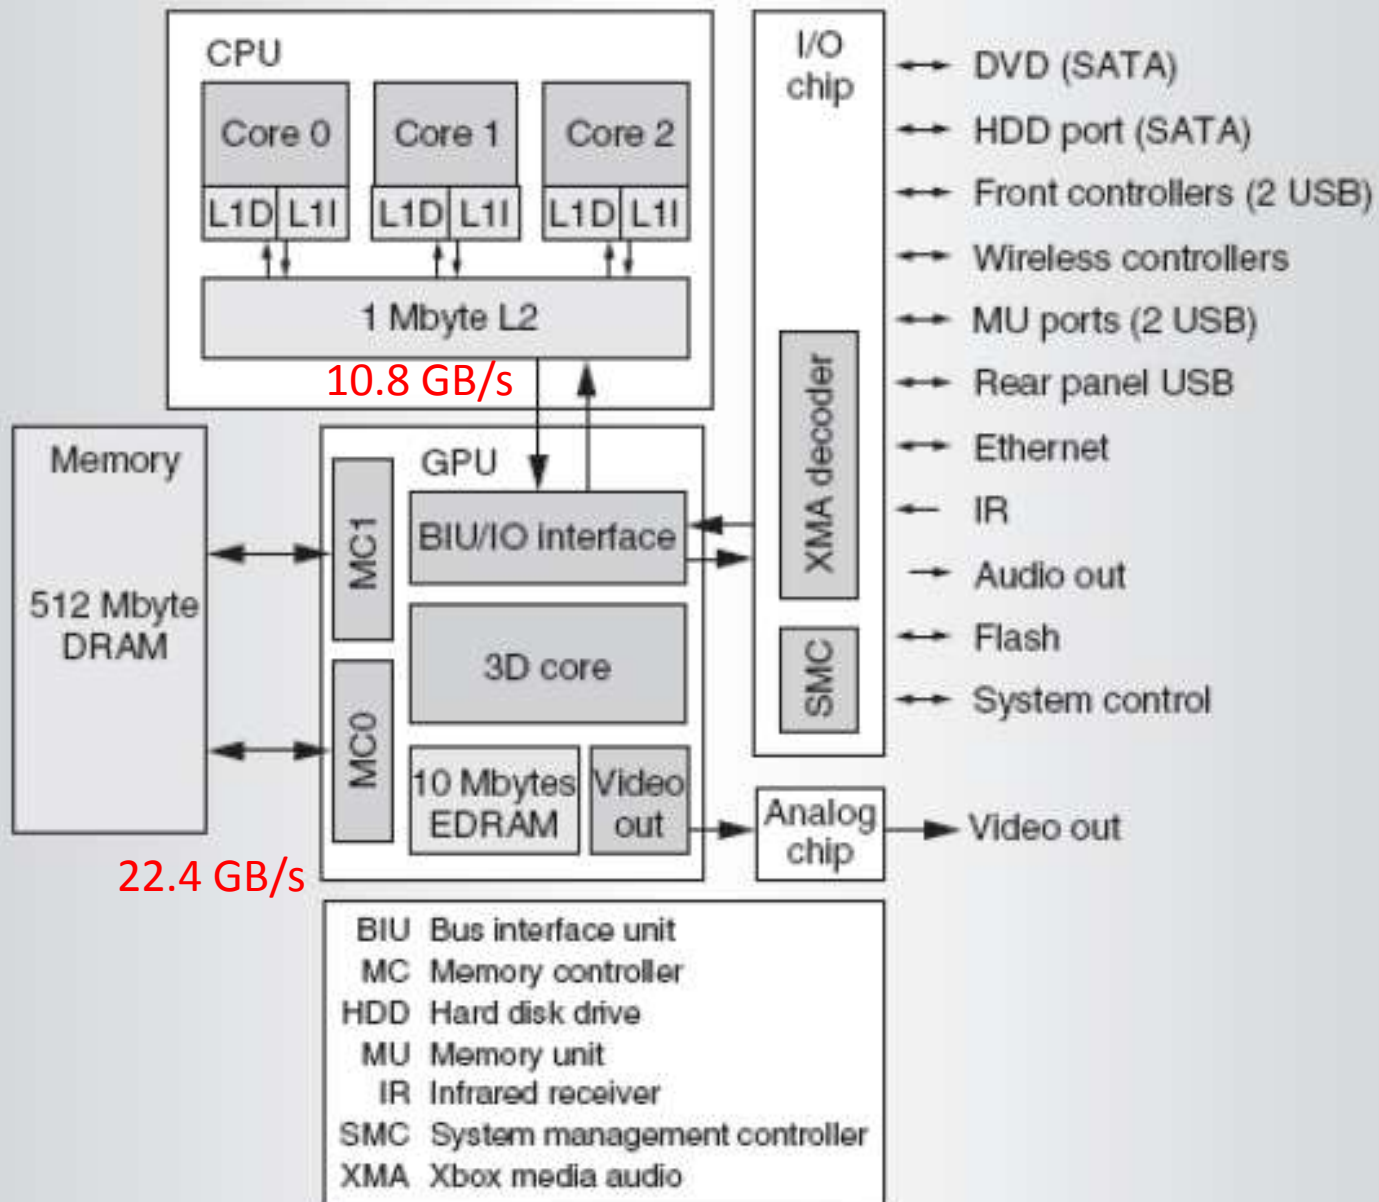 CPU
Core 0
Core 1
Core 2
L1D
L1I
L1D
L1I
L1D
L1I
1 Mbyte L2
10.8 GB/s
Memory
512 Mbyte
DRAM
22.4 GB/s
GPU
MC1
MC0
BIU/IO interface
3D core
10 Mbytes
EDRAM
Video
out
I/O
chip
XMA decoder
SMC
Analog
chip
DVD (SATA)
HDD port (SATA)
Front controllers (2 USB)
Wireless controllers
MU ports (2 USB)
Rear panel USB
Ethernet
IR
Audio out
Flash
System control
Video out
BIU Bus interface unit
MC Memory controller
HDD Hard disk drive
MU Memory unit
IR Infrared receiver
SMC System management controller
XMA Xbox media audio